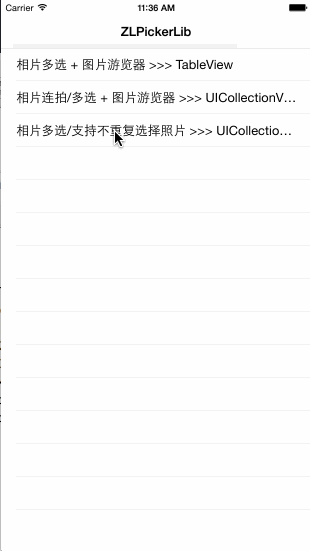 Carrier 11:36 AM
ZLPickerLib
相片多选 + 图片游览器 >>> TableView
相片连拍/多选 + 图片游览器 >>> UICollectionV…
相片多选/支持不重复选择照片 >>> UICollectio…